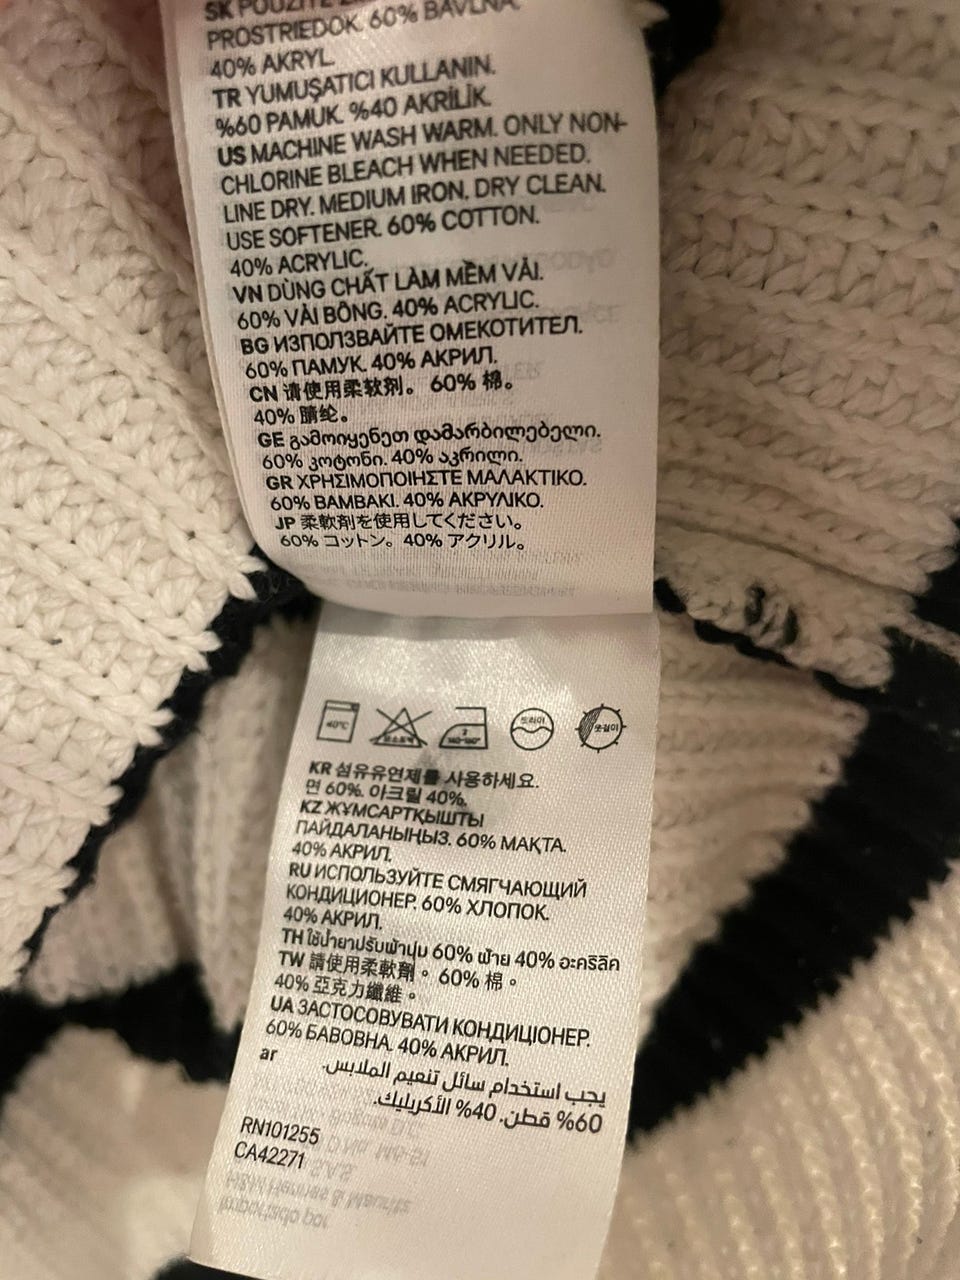 SK POUŽITE
PROSTRIEDOK. 60% BAVLNA.
40% AKRYL.
TR YUMUŞATICI KULLANIN.
%60 PAMUK. %40 AKRİLİK.
US MACHINE WASH WARM. ONLY NON-
CHLORINE BLEACH WHEN NEEDED.
LINE DRY. MEDIUM IRON. DRY CLEAN.
USE SOFTENER. 60% COTTON.
40% ACRYLIC.
VN DÙNG CHẤT LÀM MỀM VẢI.
60% VẢI BÔNG. 40% ACRYLIC.
BG ИЗПОЛЗВАЙТЕ ОМЕКОТИТЕЛ.
60% ПАМУК. 40% АКРИЛ.
CN 请使用柔软剂。 60% 棉。
40% 腈纶。
GE გამოიყენეთ დამარბილებელი.
60% კოტონი. 40% აკრილი.
GR ΧΡΗΣΙΜΟΠΟΙΗΣΤΕ ΜΑΛΑΚΤΙΚΟ.
60% ΒΑΜΒΑΚΙ. 40% ΑΚΡΥΛΙΚΟ.
JP 柔軟剤を使用してください。
60% コットン。 40% アクリル。
40℃ 드라이 옷걸이
KR 섬유유연제를 사용하세요.
면 60%. 아크릴 40%.
KZ ЖҰМСАРТҚЫШТЫ
ПАЙДАЛАНЫҢЫЗ. 60% МАҚТА.
40% АКРИЛ.
RU ИСПОЛЬЗУЙТЕ СМЯГЧАЮЩИЙ
КОНДИЦИОНЕР. 60% ХЛОПОК.
40% АКРИЛ.
TH ใช้น้ำยาปรับผ้านุ่ม 60% ฝ้าย 40% อะคริลิค
TW 請使用柔軟劑。 60% 棉。
40% 亞克力纖維。
UA ЗАСТОСОВУВАТИ КОНДИЦІОНЕР.
60% БАВОВНА. 40% АКРИЛ.
ar يجب استخدام سائل تنعيم الملابس.
60% قطن. 40% الأكريليك.
RN101255
CA42271